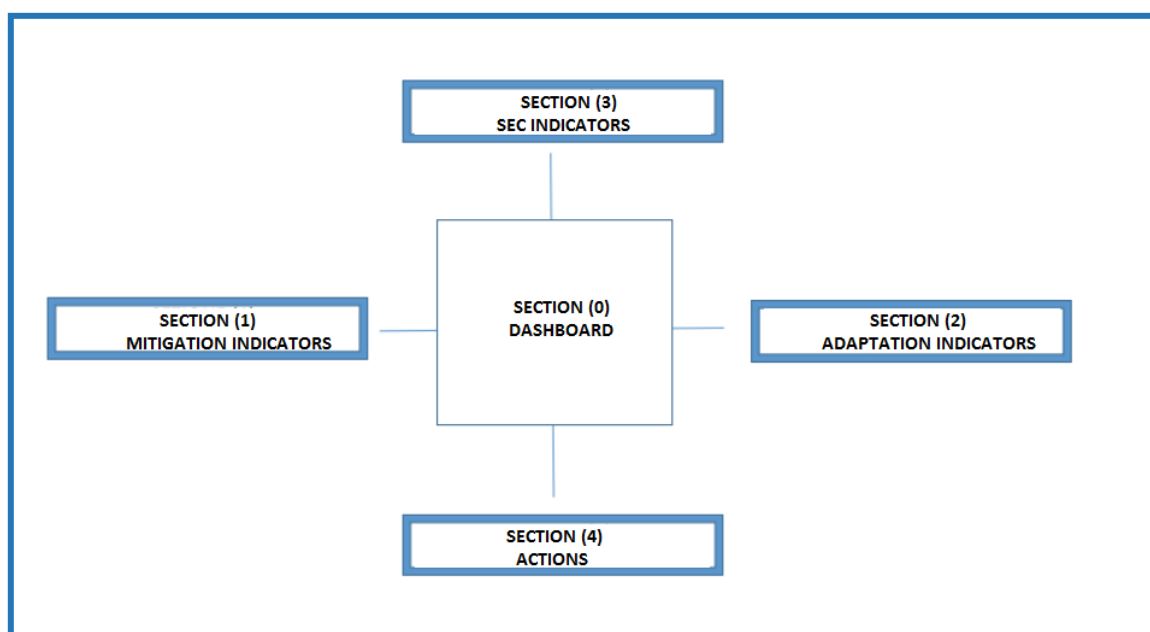 SECTION (3)
SEC INDICATORS
SECTION (0)
DASHBOARD
SECTION (1)
MITIGATION INDICATORS
SECTION (2)
ADAPTATION INDICATORS
SECTION (4)
ACTIONS